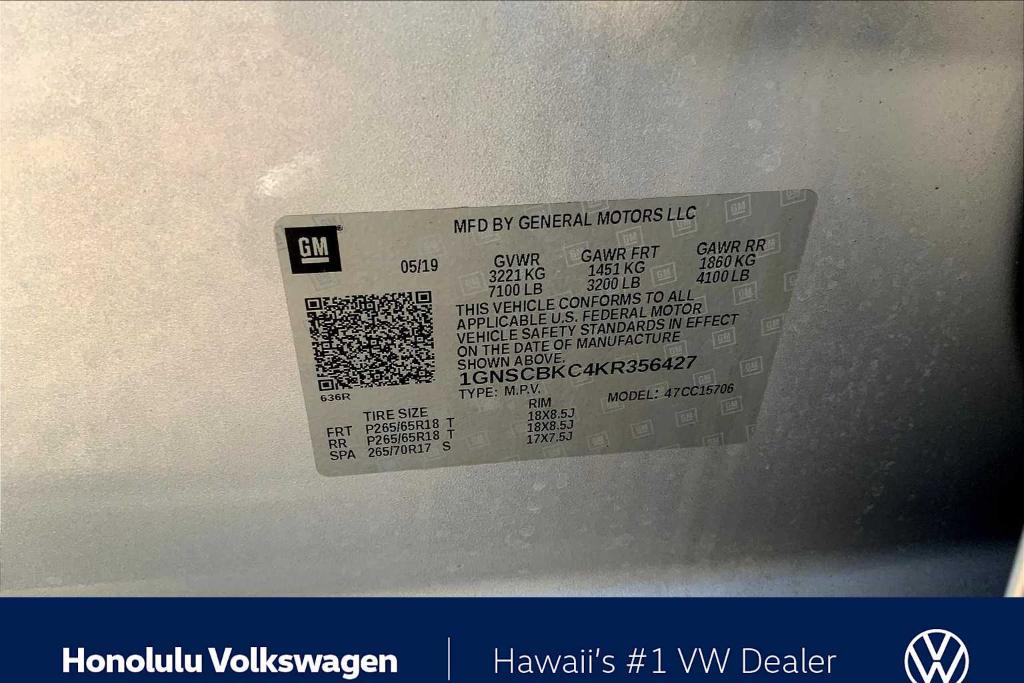 MFD BY GENERAL MOTORS LLC
GM
05/19 GVWR GAWR FRT GAWR RR
3221 KG 1451 KG 1860 KG
7100 LB 3200 LB 4100 LB
THIS VEHICLE CONFORMS TO ALL
APPLICABLE U.S. FEDERAL MOTOR
VEHICLE SAFETY STANDARDS IN EFFECT
ON THE DATE OF MANUFACTURE
SHOWN ABOVE.
1GNSCBKC4KR356427
636R TYPE: M.P.V. MODEL: 47CC15706
TIRE SIZE RIM
FRT P265/65R18 T 18X8.5J
RR P265/65R18 T 18X8.5J
SPA 265/70R17 S 17X7.5J
Honolulu Volkswagen | Hawaii's #1 VW Dealer